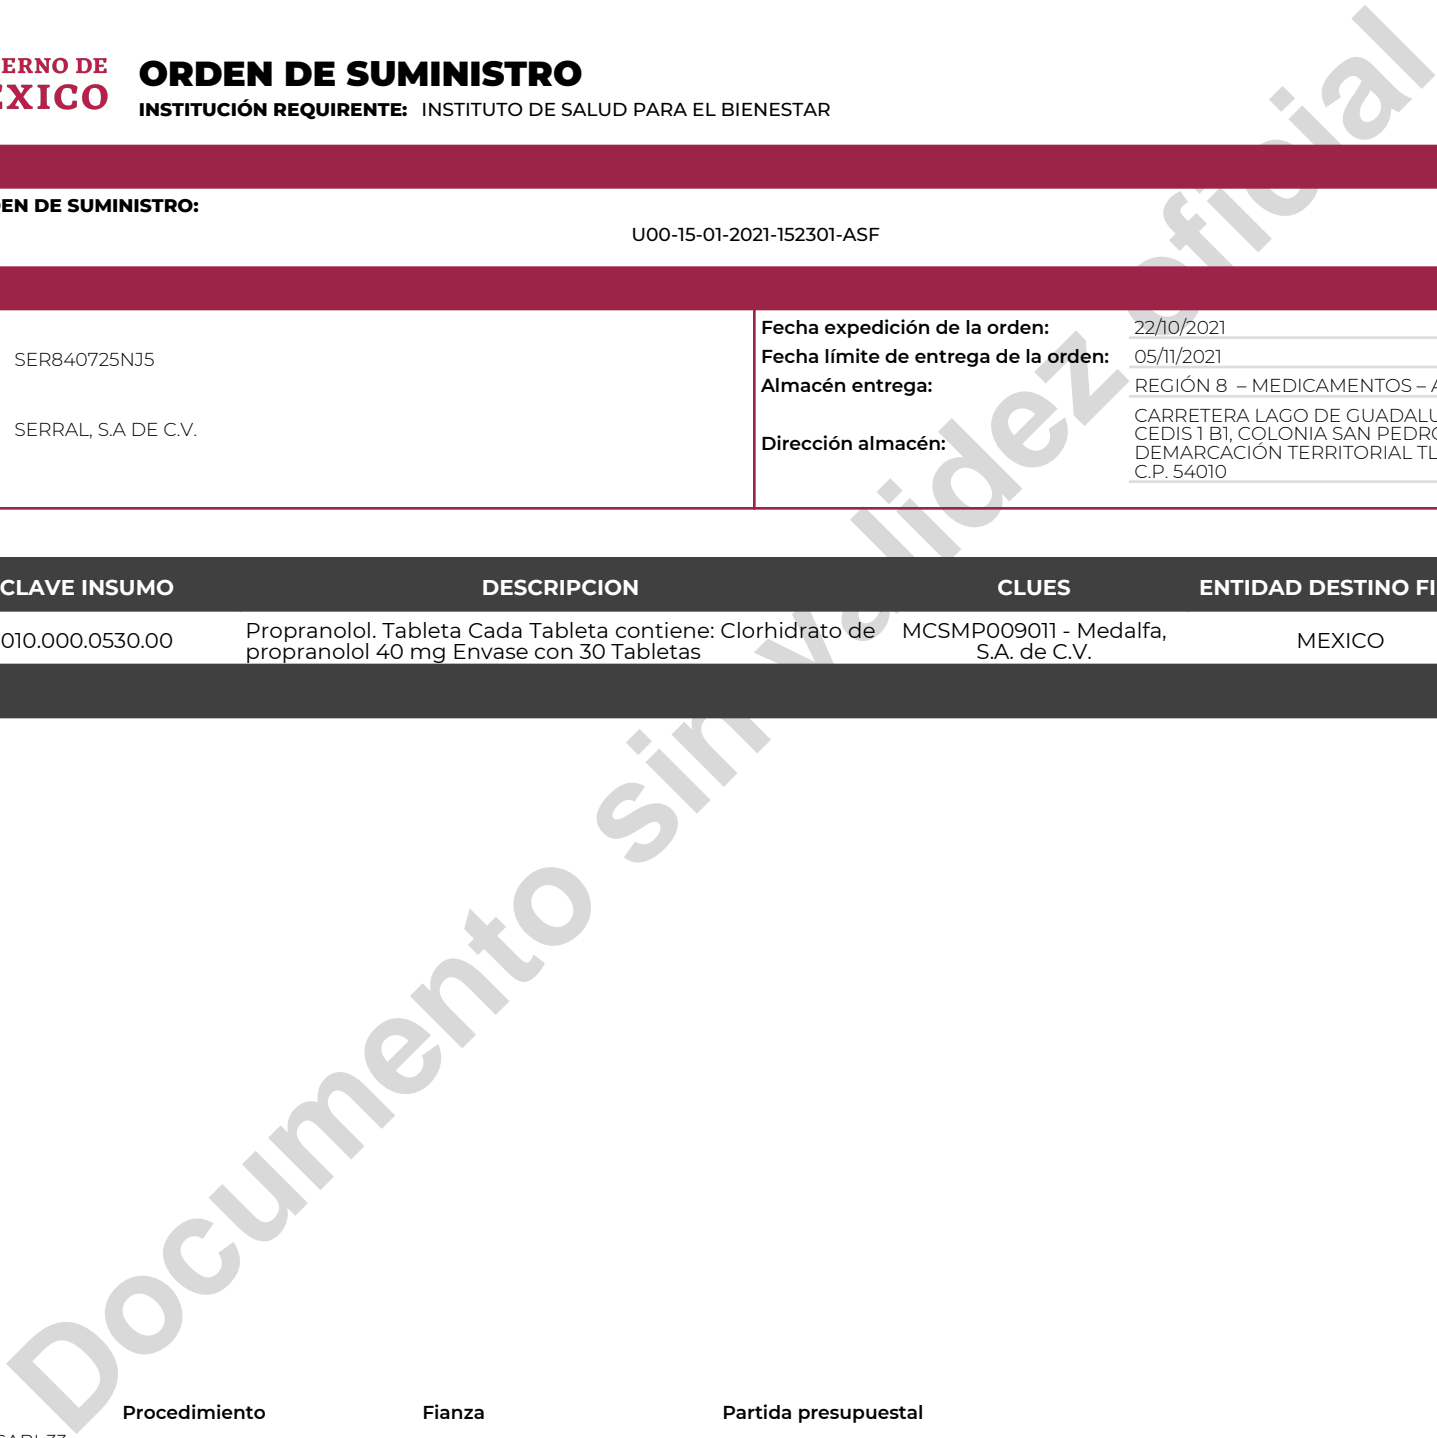 ERNO DE
EXICO
ORDEN DE SUMINISTRO
INSTITUCIÓN REQUIRENTE: INSTITUTO DE SALUD PARA EL BIENESTAR
EN DE SUMINISTRO:
U00-15-01-2021-152301-ASF
SER840725NJ5
SERRAL, S.A DE C.V.
Fecha expedición de la orden: 22/10/2021
Fecha límite de entrega de la orden: 05/11/2021
Almacén entrega: REGIÓN 8 – MEDICAMENTOS – A
Dirección almacén:
CARRETERA LAGO DE GUADALU
CEDIS 1 B1, COLONIA SAN PEDRO
DEMARCACIÓN TERRITORIAL TL
C.P. 54010
CLAVE INSUMO DESCRIPCION CLUES ENTIDAD DESTINO FI
010.000.0530.00
Propranolol. Tableta Cada Tableta contiene: Clorhidrato de
propranolol 40 mg Envase con 30 Tabletas
MCSMP009011 - Medalfa,
S.A. de C.V.
MEXICO
Documento sin validez oficial
Procedimiento Fianza Partida presupuestal